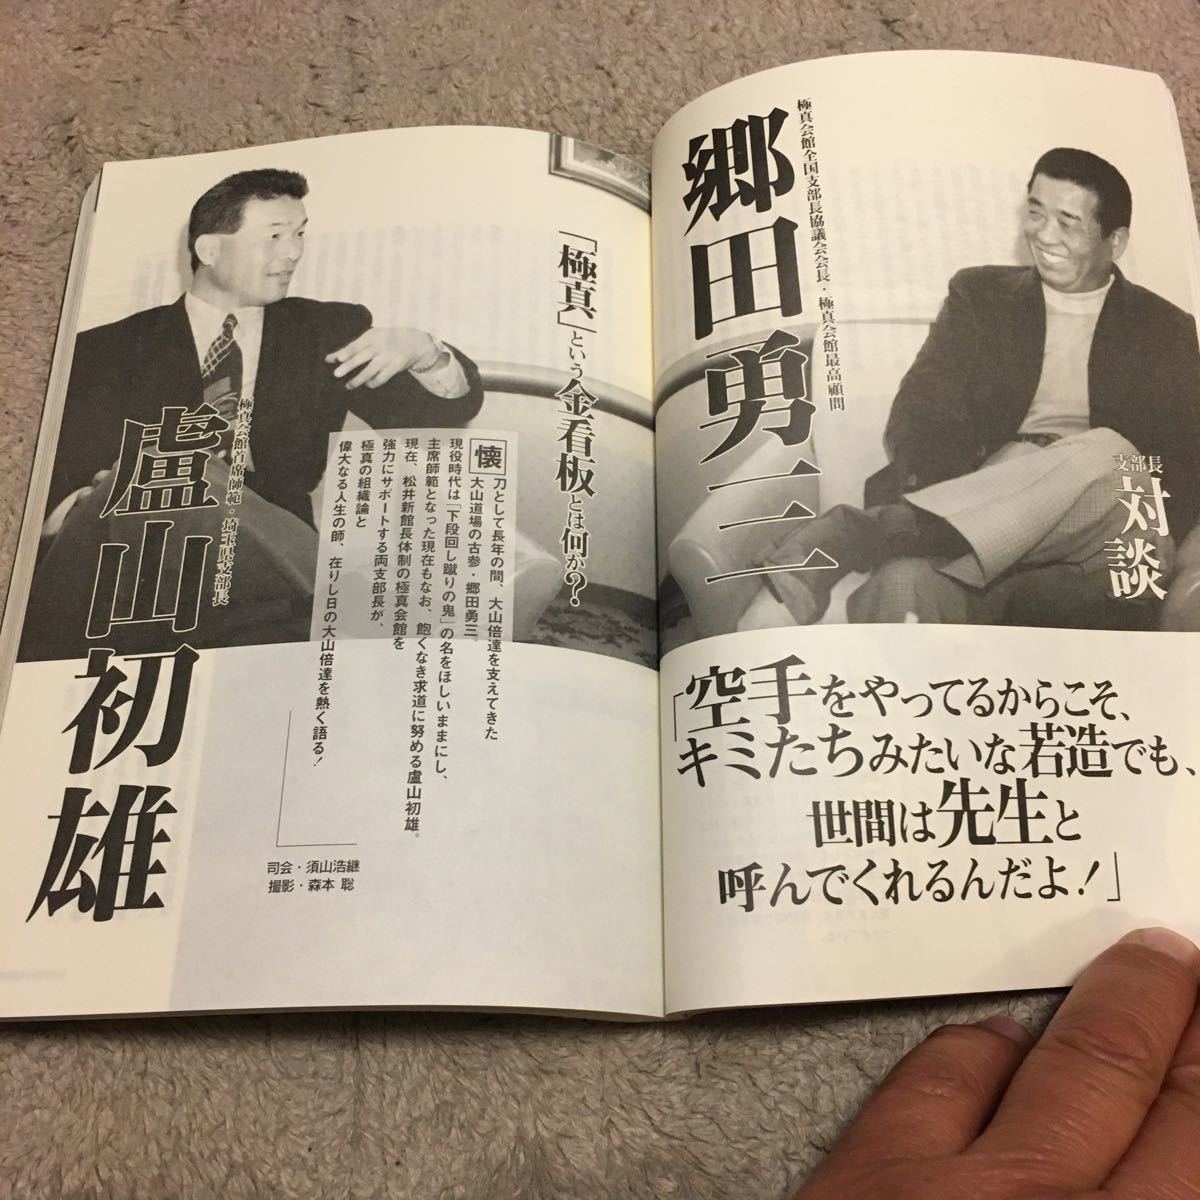 極真会館全国支部長協議会会長・極真会館最高顧問
郷田勇三
支部長
対談
「空手をやってるからこそ、
キミたちみたいな若造でも、
世間は先生と
呼んでくれるんだよ!」
「極真」という金看板とは何か?
懐刀として長年の間、大山倍達を支えてきた
大山道場の古参・郷田勇三。
現役時代は「下段回し蹴りの鬼」の名をほしいままにし、
主席師範となった現在もなお、飽くなき求道に努める盧山初雄。
現在、松井新館長体制の極真会館を
強力にサポートする両支部長が、
極真の組織論と
偉大なる人生の師、在りし日の大山倍達を熱く語る!
司会・須山浩継
撮影・森本 聡
極真会館首席師範・埼玉県支部長
盧山初雄